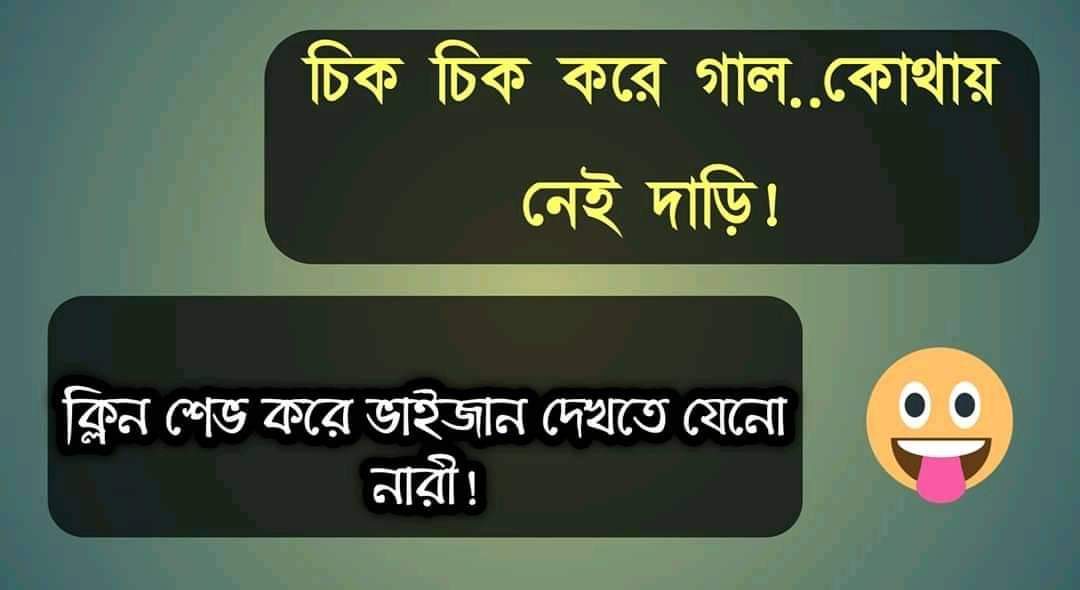 চিক চিক করে গাল..কোথায়
নেই দাড়ি!
ক্লিন শেভ করে ভাইজান দেখতে যেনো
নারী!